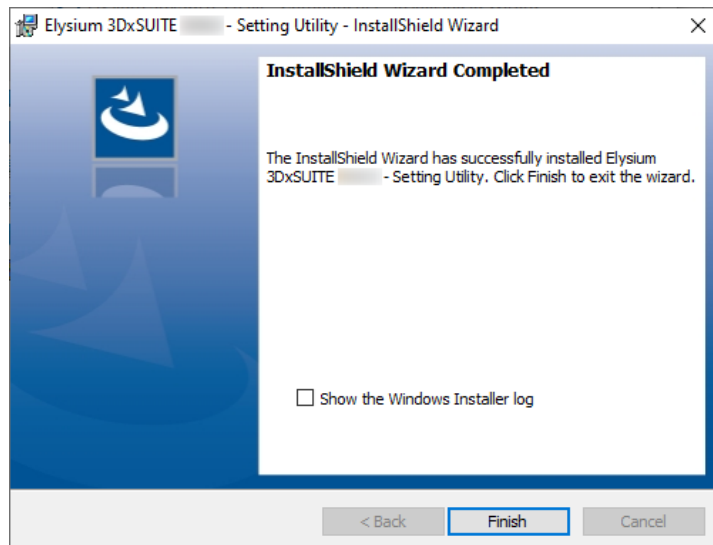 Elysium 3DxSUITE - Setting Utility - InstallShield Wizard
InstallShield Wizard Completed
The InstallShield Wizard has successfully installed Elysium
3DxSUITE - Setting Utility. Click Finish to exit the wizard.
Show the Windows Installer log
< Back
Finish
Cancel